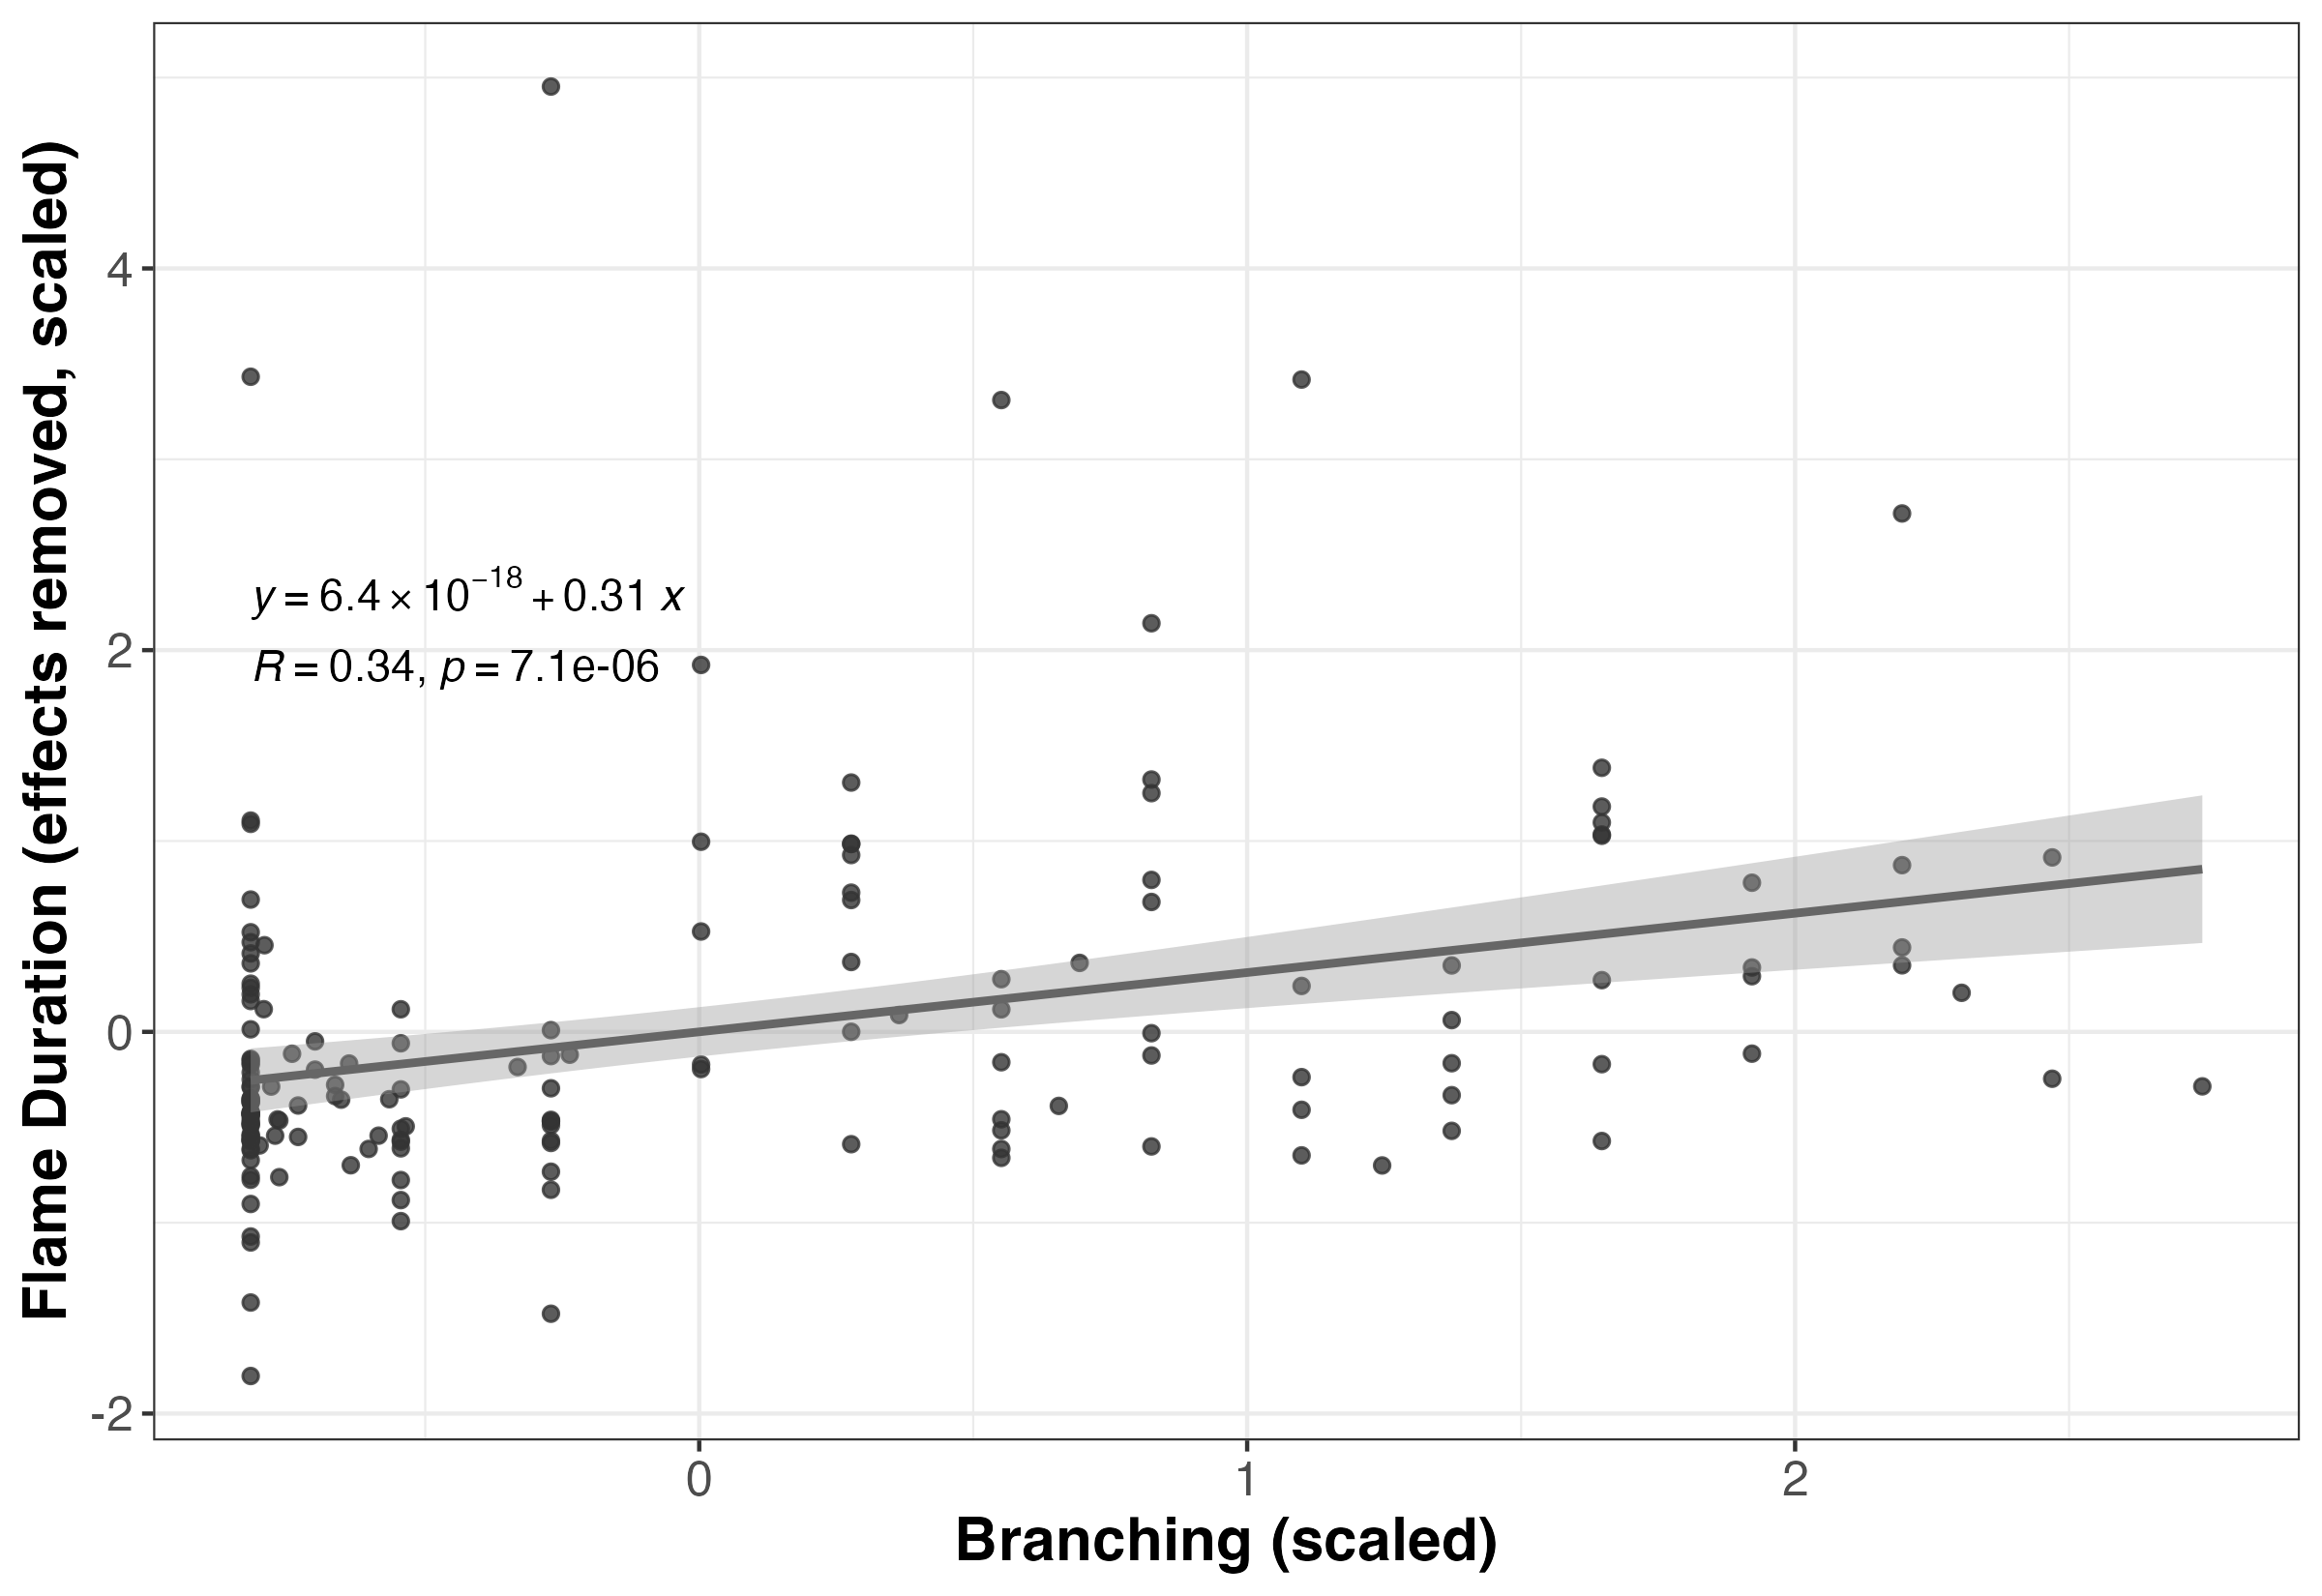 Flame Duration (effects removed, scaled)
4
2
0
-2
y = 6.4 × 10⁻¹⁸ + 0.31 x
R = 0.34, p = 7.1e-06
0 1 2
Branching (scaled)